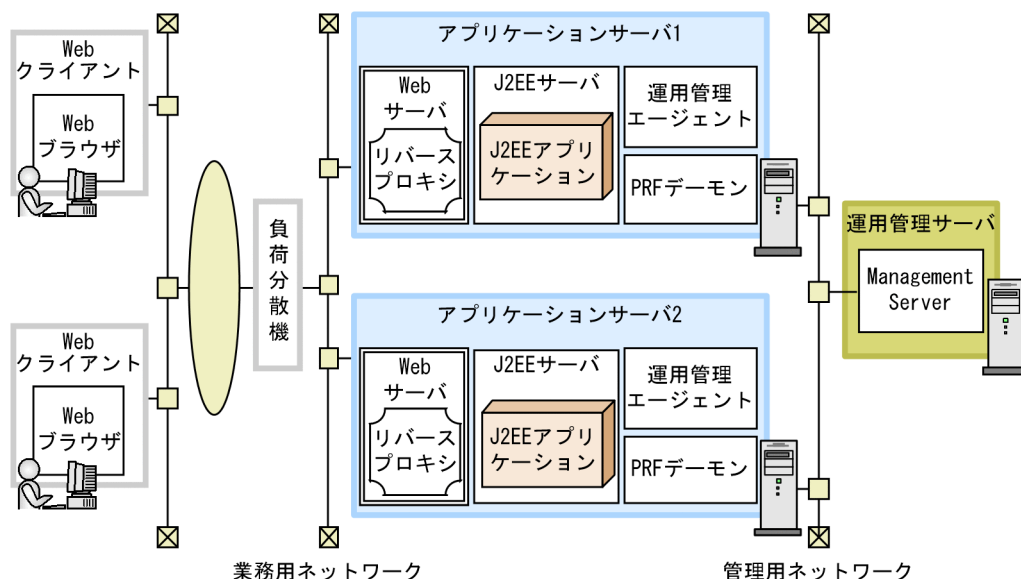 Web
クライアント
Web
ブラウザ
Web
クライアント
Web
ブラウザ
負
荷
分
散
機
アプリケーションサーバ1
Web
サーバ
リバース
プロキシ
J2EEサーバ
J2EEアプリ
ケーション
運用管理
エージェント
PRFデーモン
アプリケーションサーバ2
Web
サーバ
リバース
プロキシ
J2EEサーバ
J2EEアプリ
ケーション
運用管理
エージェント
PRFデーモン
運用管理サーバ
Management
Server
業務用ネットワーク
管理用ネットワーク